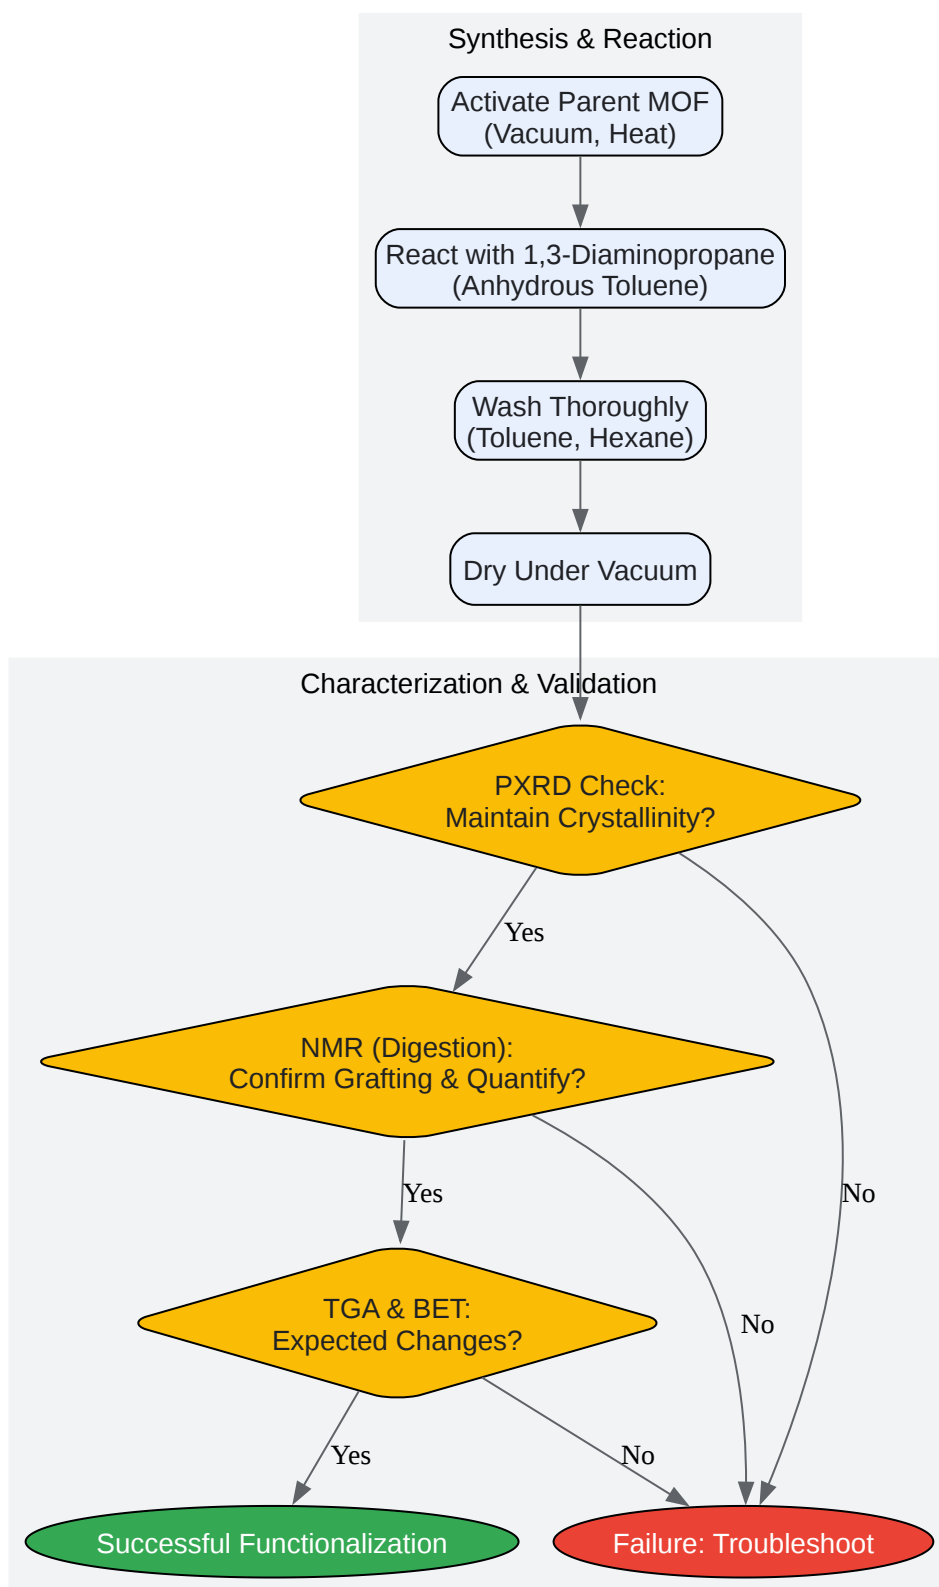 Synthesis & Reaction
Activate Parent MOF
(Vacuum, Heat)
React with 1,3-Diaminopropane
(Anhydrous Toluene)
Wash Thoroughly
(Toluene, Hexane)
Dry Under Vacuum
Characterization & Validation
PXRD Check:
Maintain Crystallinity?
Yes
NMR (Digestion):
Confirm Grafting & Quantify?
Yes
No
TGA & BET:
Expected Changes?
No
Yes
No
Successful Functionalization
Failure: Troubleshoot